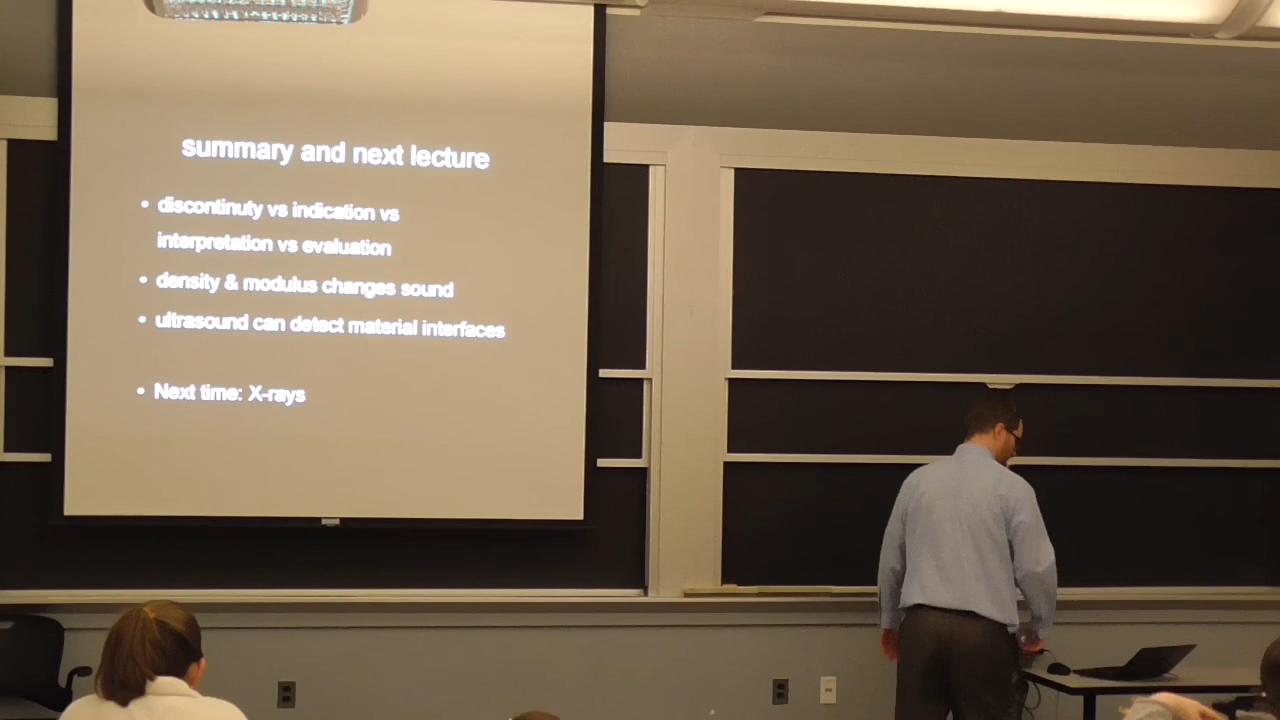 summary and next lecture
• discontinuty vs indication vs
interpretation vs evaluation
• density & modulus changes sound
• ultrasound can detect material interfaces
• Next time: X-rays